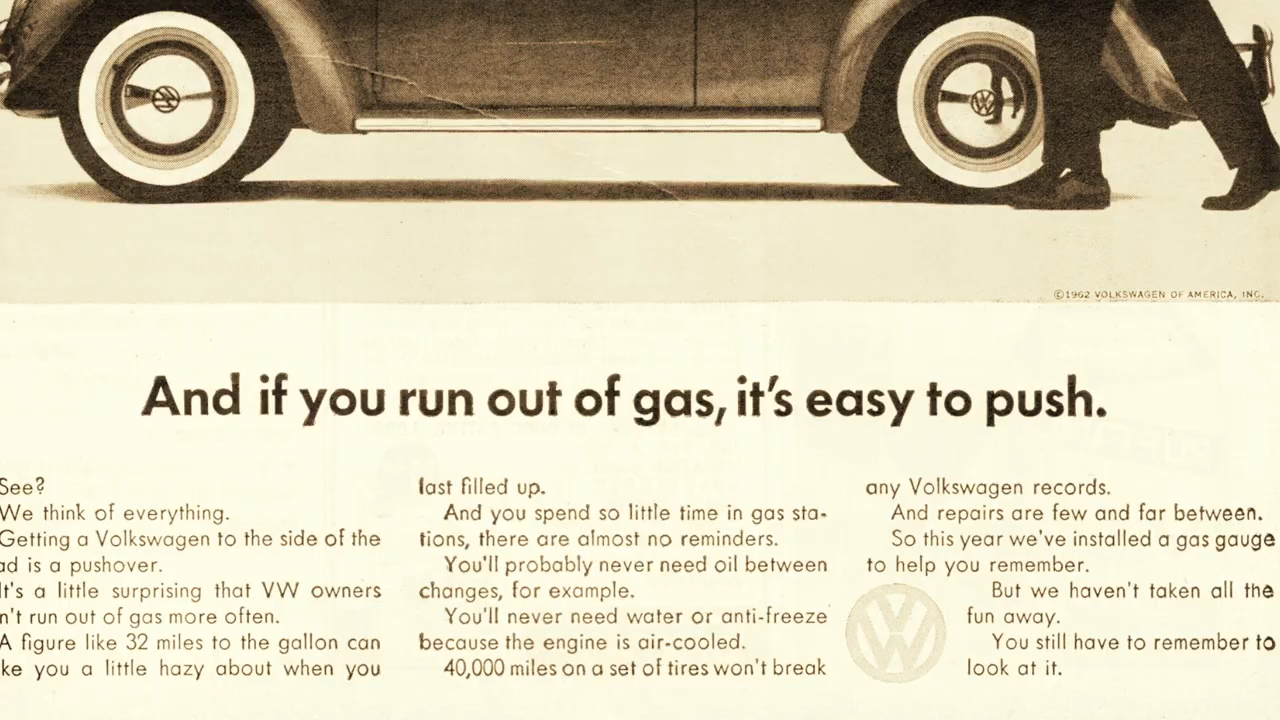 ©1962 VOLKSWAGEN OF AMERICA, INC.
And if you run out of gas, it's easy to push.
See?
We think of everything.
Getting a Volkswagen to the side of the
ad is a pushover.
It's a little surprising that VW owners
n't run out of gas more often.
A figure like 32 miles to the gallon can
ke you a little hazy about when you
last filled up.
And you spend so little time in gas sta-
tions, there are almost no reminders.
You'll probably never need oil between
changes, for example.
You'll never need water or anti-freeze
because the engine is air-cooled.
40,000 miles on a set of tires won't break
any Volkswagen records.
And repairs are few and far between.
So this year we've installed a gas gauge
to help you remember.
But we haven't taken all the
fun away.
You still have to remember to
look at it.